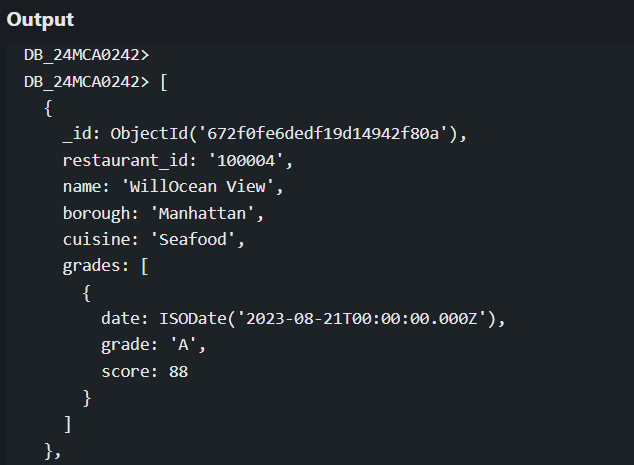 Output
DB_24MCA0242>
DB_24MCA0242> [
  {
    _id: ObjectId('672f0fe6dedf19d14942f80a'),
    restaurant_id: '100004',
    name: 'WillOcean View',
    borough: 'Manhattan',
    cuisine: 'Seafood',
    grades: [
      {
        date: ISODate('2023-08-21T00:00:00.000Z'),
        grade: 'A',
        score: 88
      }
    ]
  },